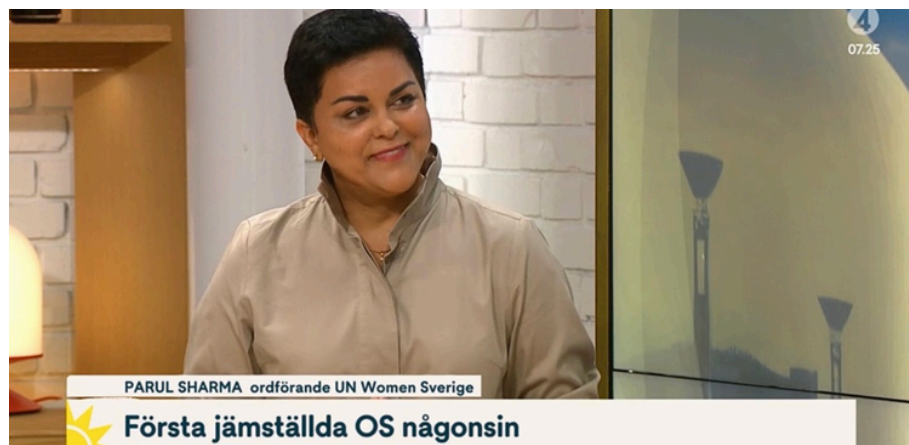 4
07.25
PARUL SHARMA ordförande UN Women Sverige
Första jämställda OS någonsin